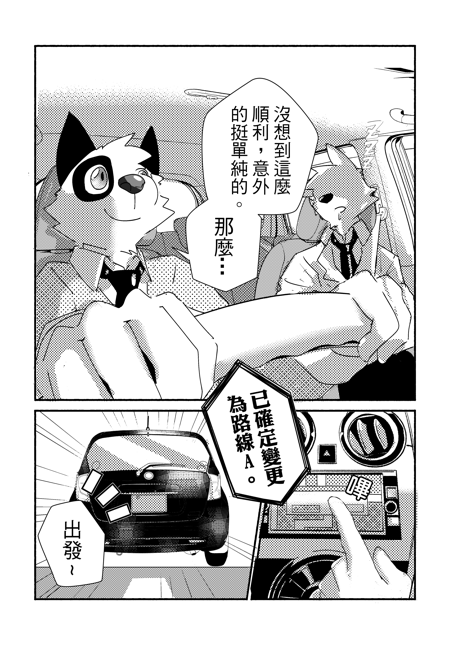 沒想到這麼
順利，意外
的挺單純的。
那麼…
zzz
嗶
已確定變更
為路線A。
出發~